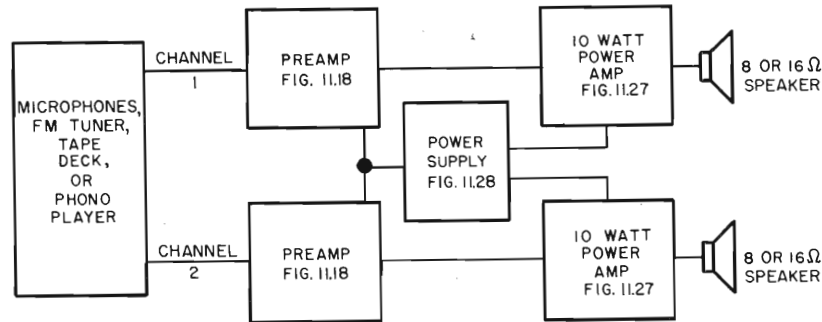 MICROPHONES,
FM TUNER,
TAPE
DECK,
OR
PHONO
PLAYER
CHANNEL
1
PREAMP
FIG. 11.18
10 WATT
POWER
AMP
FIG. 11.27
8 OR 16Ω
SPEAKER
POWER
SUPPLY
FIG. 11.28
CHANNEL
2
PREAMP
FIG. 11.18
10 WATT
POWER
AMP
FIG. 11.27
8 OR 16Ω
SPEAKER